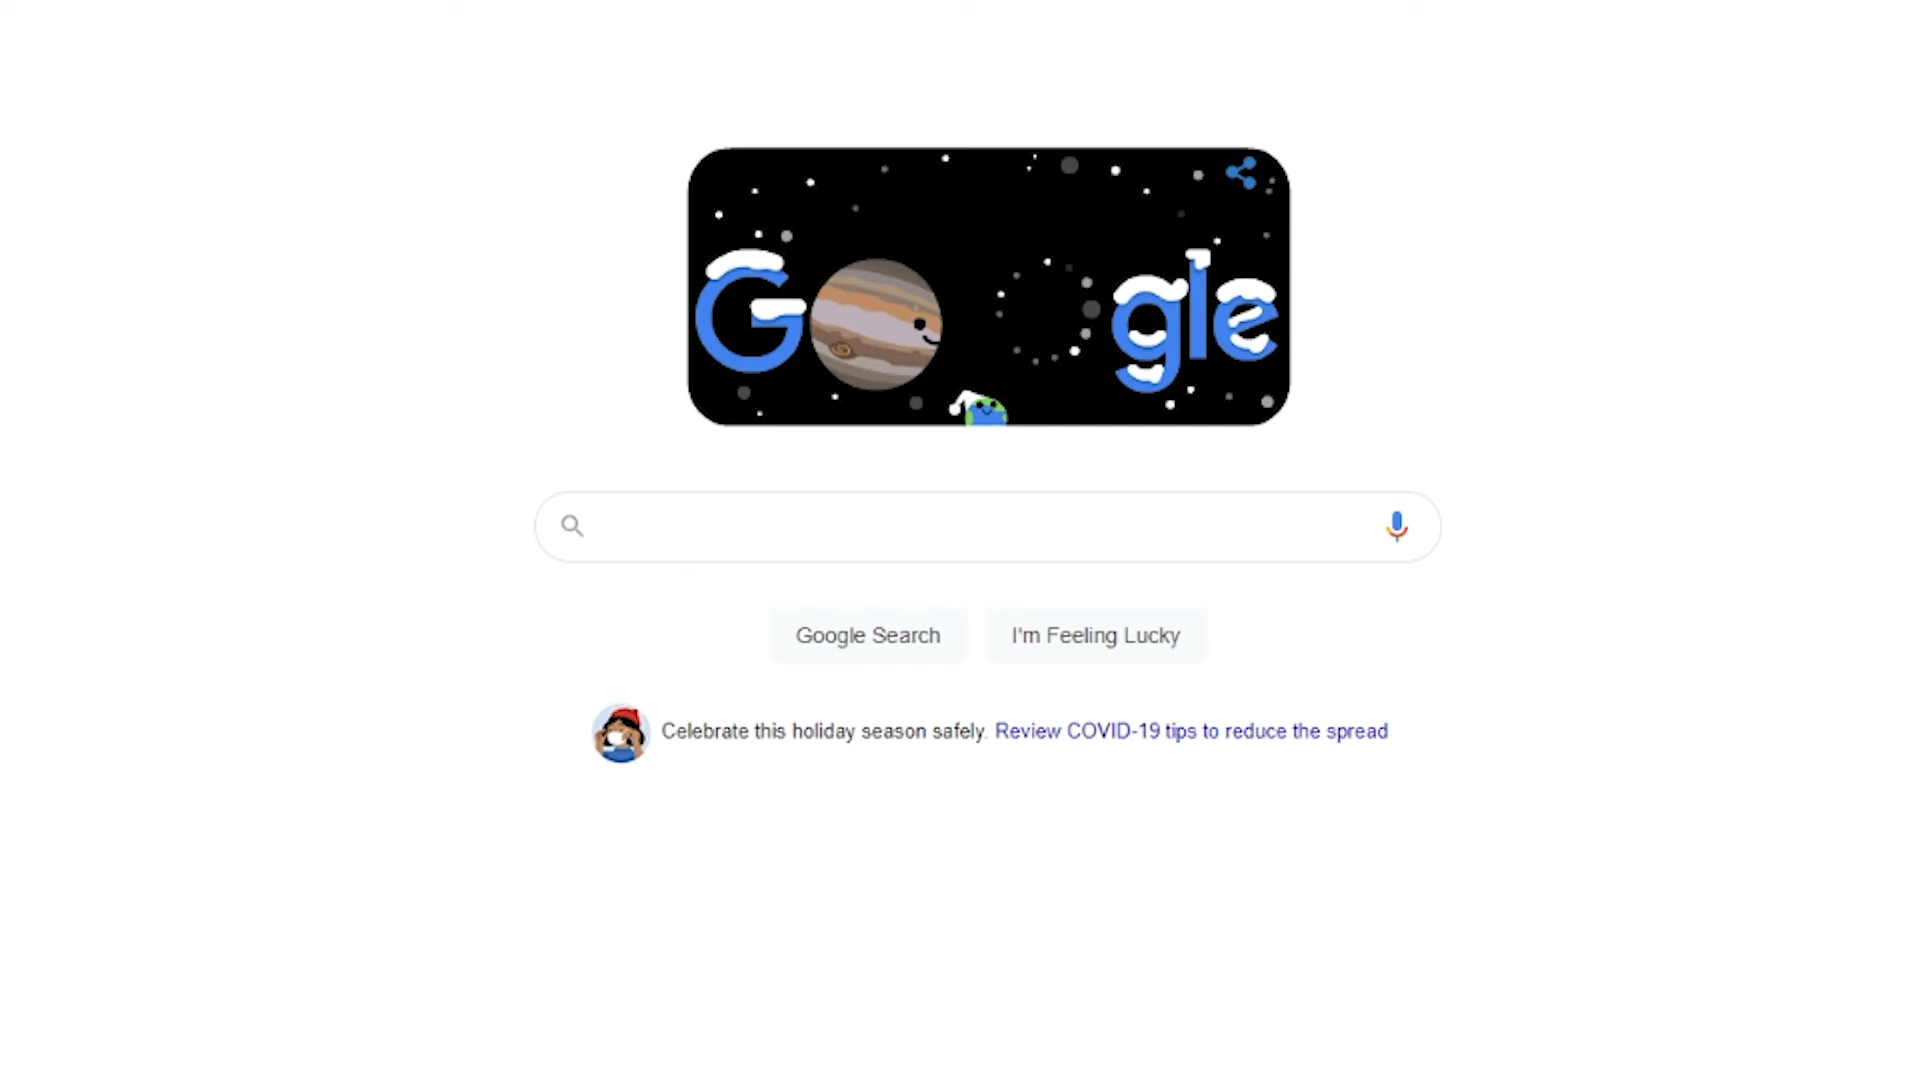 Google
Google Search
I'm Feeling Lucky
Celebrate this holiday season safely. Review COVID-19 tips to reduce the spread